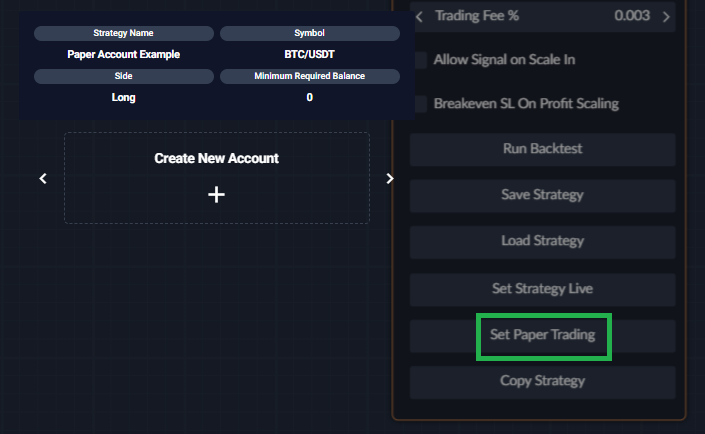 Strategy Name
Symbol
Paper Account Example
BTC/USDT
Side
Minimum Required Balance
Long
0
Create New Account
+
Trading Fee %
0.003
Allow Signal on Scale In
Breakeven SL On Profit Scaling
Run Backtest
Save Strategy
Load Strategy
Set Strategy Live
Set Paper Trading
Copy Strategy